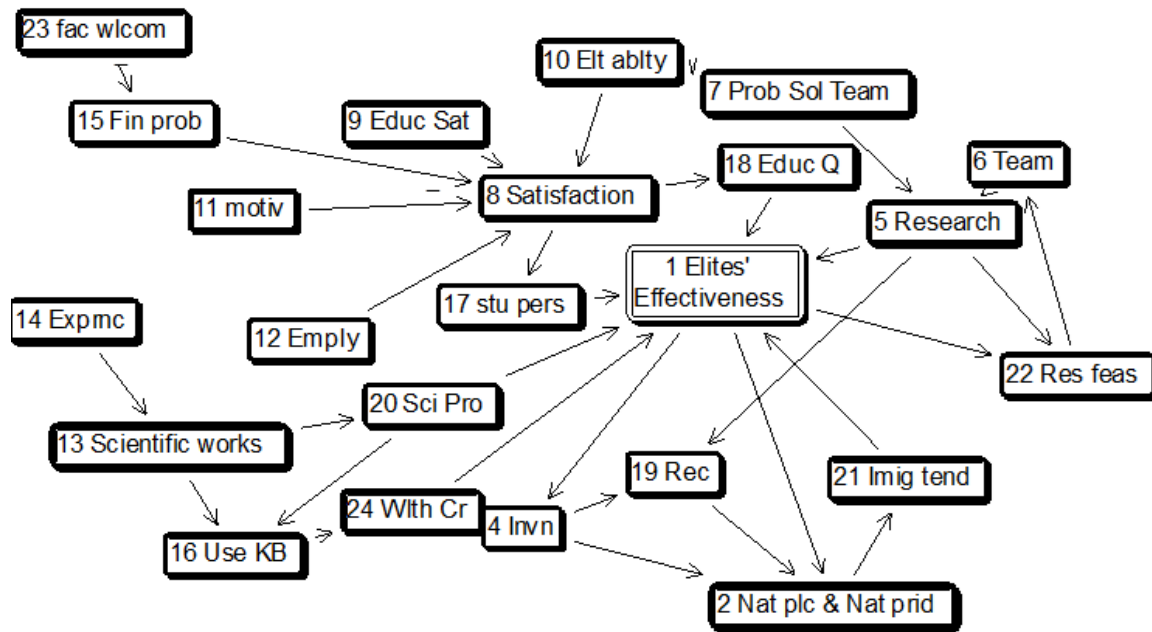 23 fac wlcom
10 Elt ablty
7 Prob Sol Team
15 Fin prob
9 Educ Sat
18 Educ Q
6 Team
8 Satisfaction
11 motiv
5 Research
1 Elites'
Effectiveness
17 stu pers
14 Exprnc
12 Emply
22 Res feas
20 Sci Pro
13 Scientific works
19 Rec
21 Imig tend
24 Wlth Cr
4 Invn
16 Use KB
2 Nat plc & Nat prid